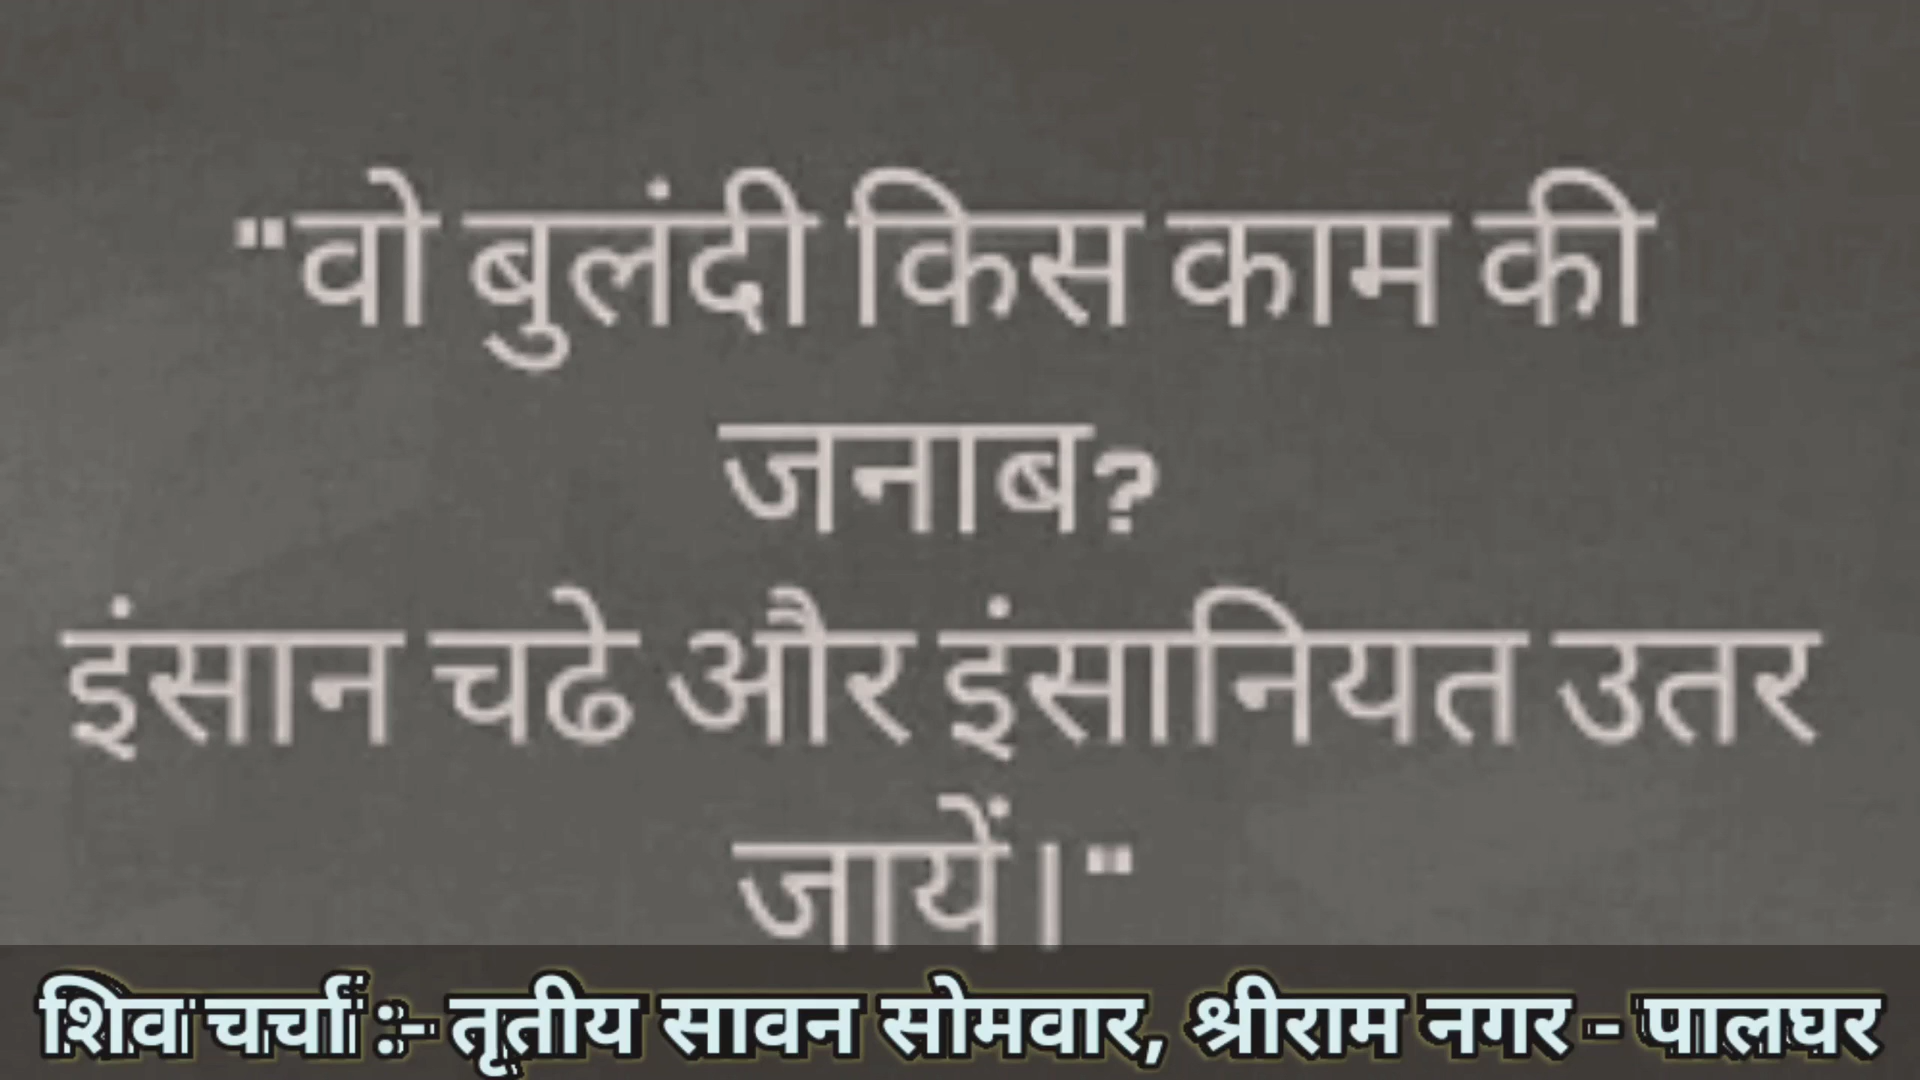 "वो बुलंदी किस काम की
जनाब?
इंसान चढे और इंसानियत उतर
जायें।"
शिव चर्चा :- तृतीय सावन सोमवार, श्रीराम नगर - पालघर